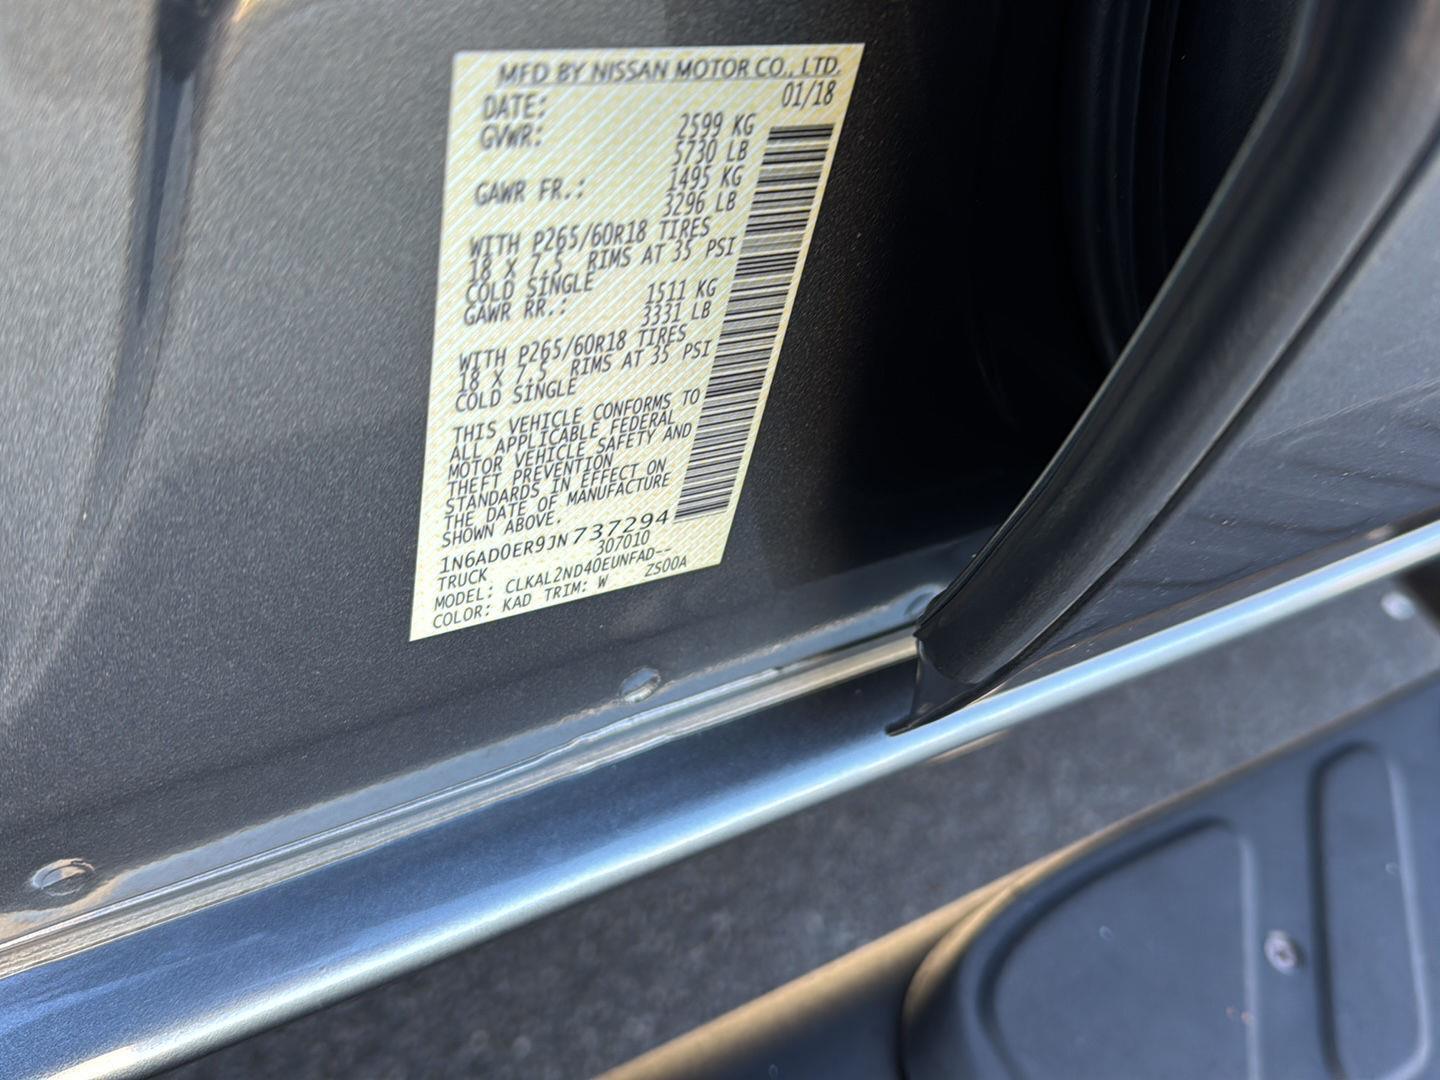 MFD BY NISSAN MOTOR CO., LTD.
DATE: 01/18
GVWR: 2599 KG
5730 LB
GAWR FR.: 1495 KG
3296 LB
WITH P265/60R18 TIRES
18 X 7.5 RIMS AT 35 PSI
COLD SINGLE
GAWR RR.: 1511 KG
3331 LB
WITH P265/60R18 TIRES
18 X 7.5 RIMS AT 35 PSI
COLD SINGLE
THIS VEHICLE CONFORMS TO
ALL APPLICABLE FEDERAL
MOTOR VEHICLE SAFETY AND
THEFT PREVENTION
STANDARDS IN EFFECT ON
THE DATE OF MANUFACTURE
SHOWN ABOVE.
1N6AD0ER9JN737294
TRUCK 307010
MODEL: CLKAL2ND40EUNFAD--
COLOR: KAD TRIM: W ZS00A